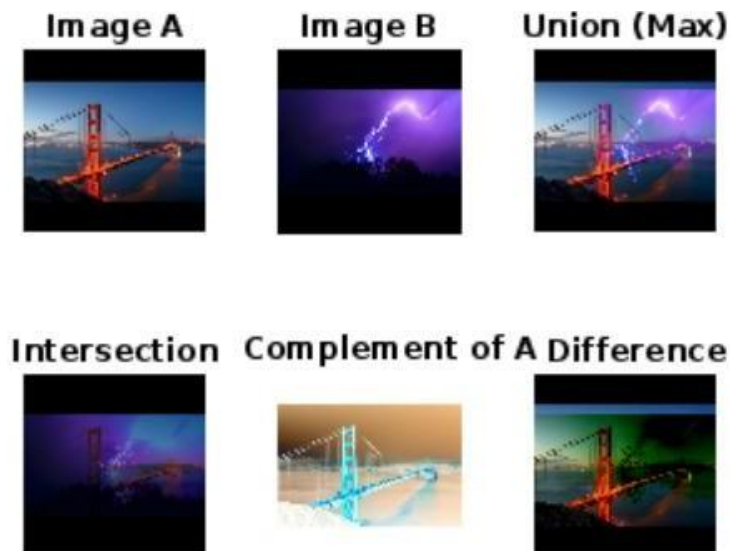 Image A
Image B
Union (Max)
Intersection
Complement of A
Difference